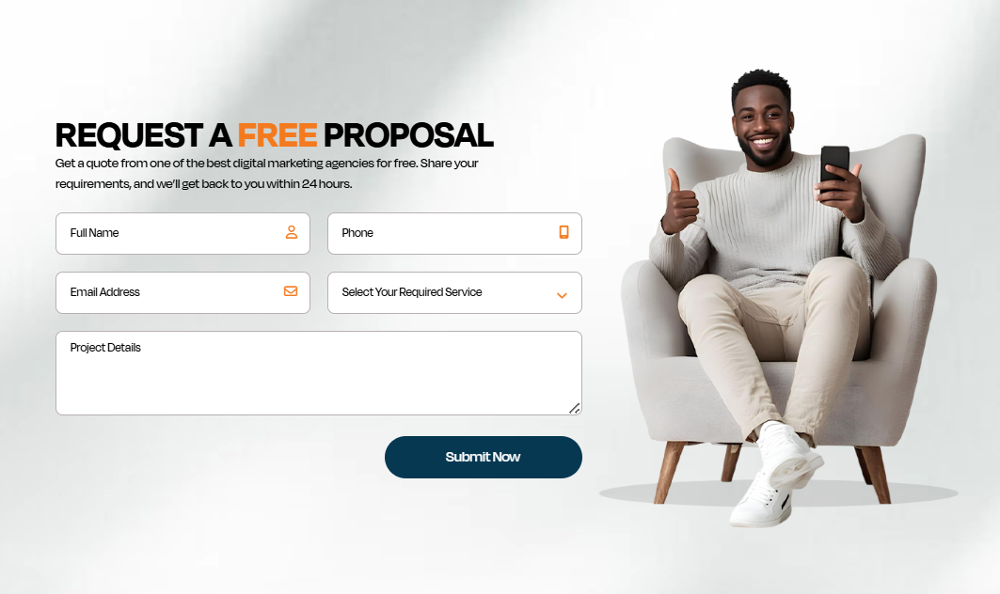 REQUEST A FREE PROPOSAL
Get a quote from one of the best digital marketing agencies for free. Share your
requirements, and we'll get back to you within 24 hours.
Full Name
Phone
Email Address
Select Your Required Service
Project Details
Submit Now